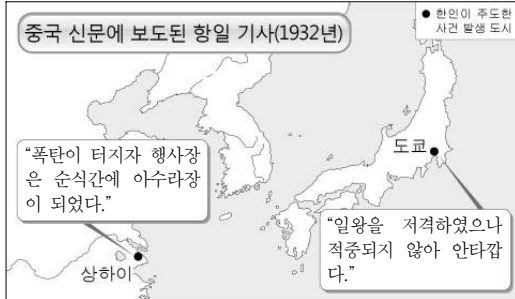 중국 신문에 보도된 항일 기사(1932년)
● 한인이 주도한
사건 발생 도시
“폭탄이 터지자 행사장
은 순식간에 아수라장
이 되었다.”
도쿄
상하이
“일왕을 저격하였으나
적중되지 않아 안타깝
다.”